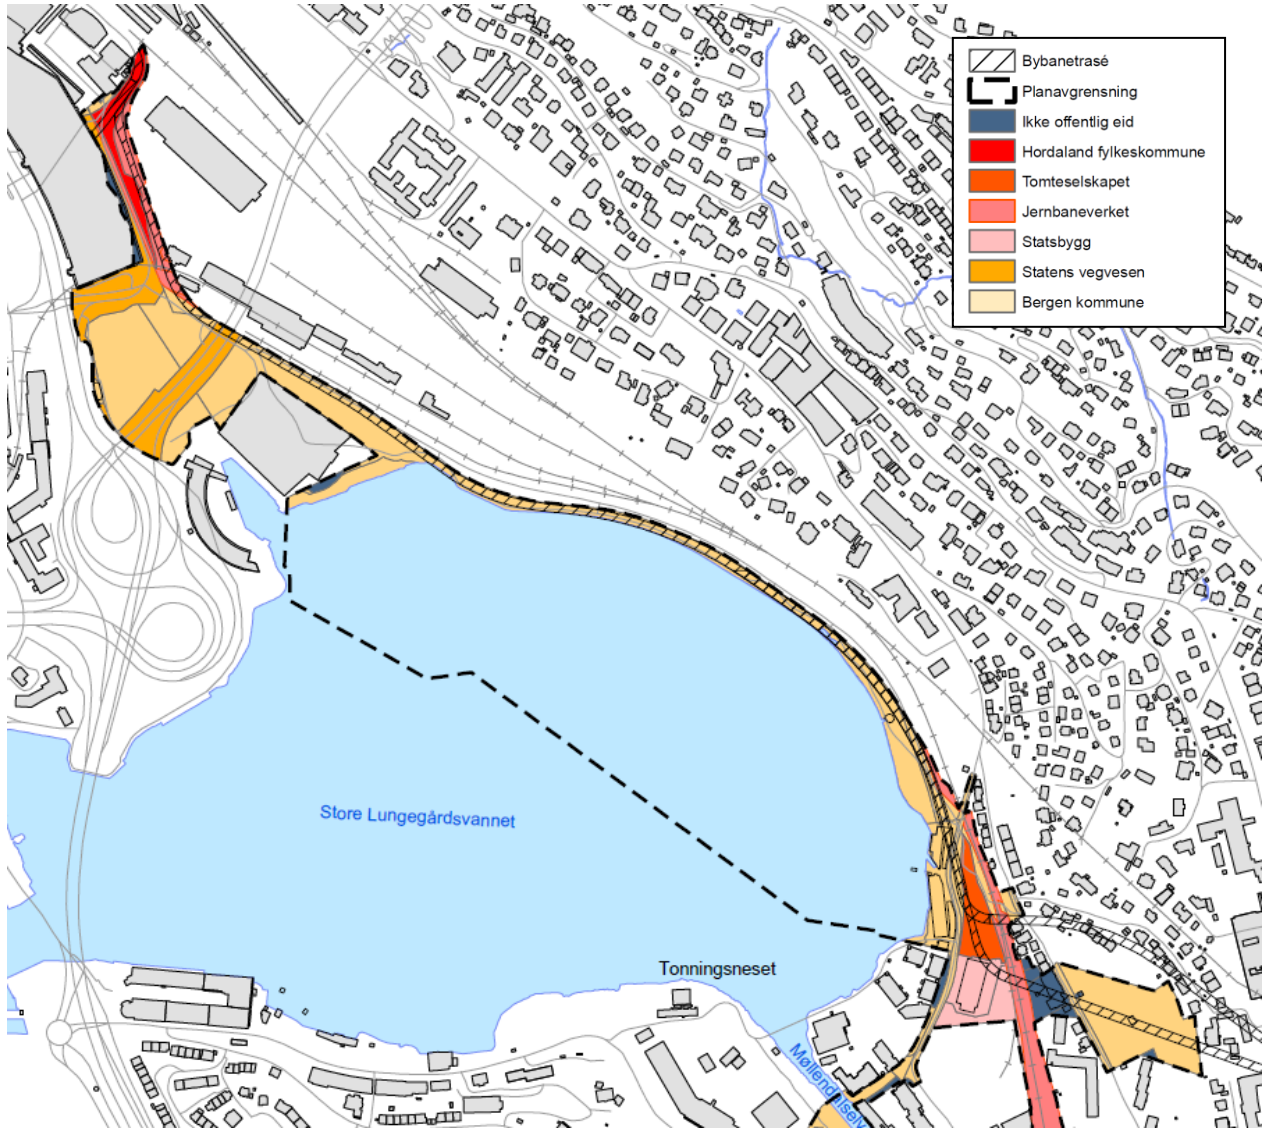 Bybanetrasé
Planavgrensning
Ikke offentlig eid
Hordaland fylkeskommune
Tomteselskapet
Jernbaneverket
Statsbygg
Statens vegvesen
Bergen kommune
Store Lungegårdsvannet
Tonningsneset
Møllendalselv